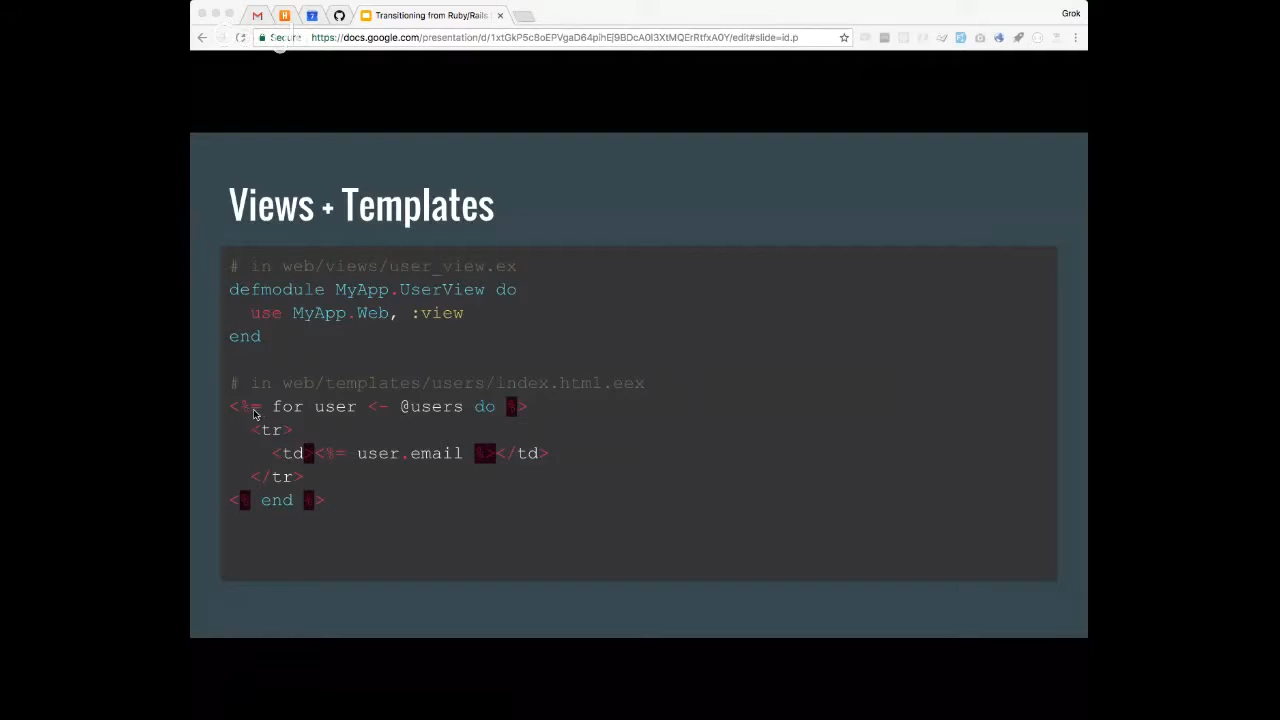 Transitioning from Ruby/Rails
Grok
Secure
https://docs.google.com/presentation/d/1xtGkP5c8oEPVgaD64pihEj9BDcA0l3XtMQErRtfxA0Y/edit#slide=id.p
Views + Templates
# in web/views/user_view.ex
defmodule MyApp.UserView do
use MyApp.Web, :view
end
# in web/templates/users/index.html.eex
<%= for user <- @users do %>
<tr>
<td><%= user.email %></td>
</tr>
<% end %>